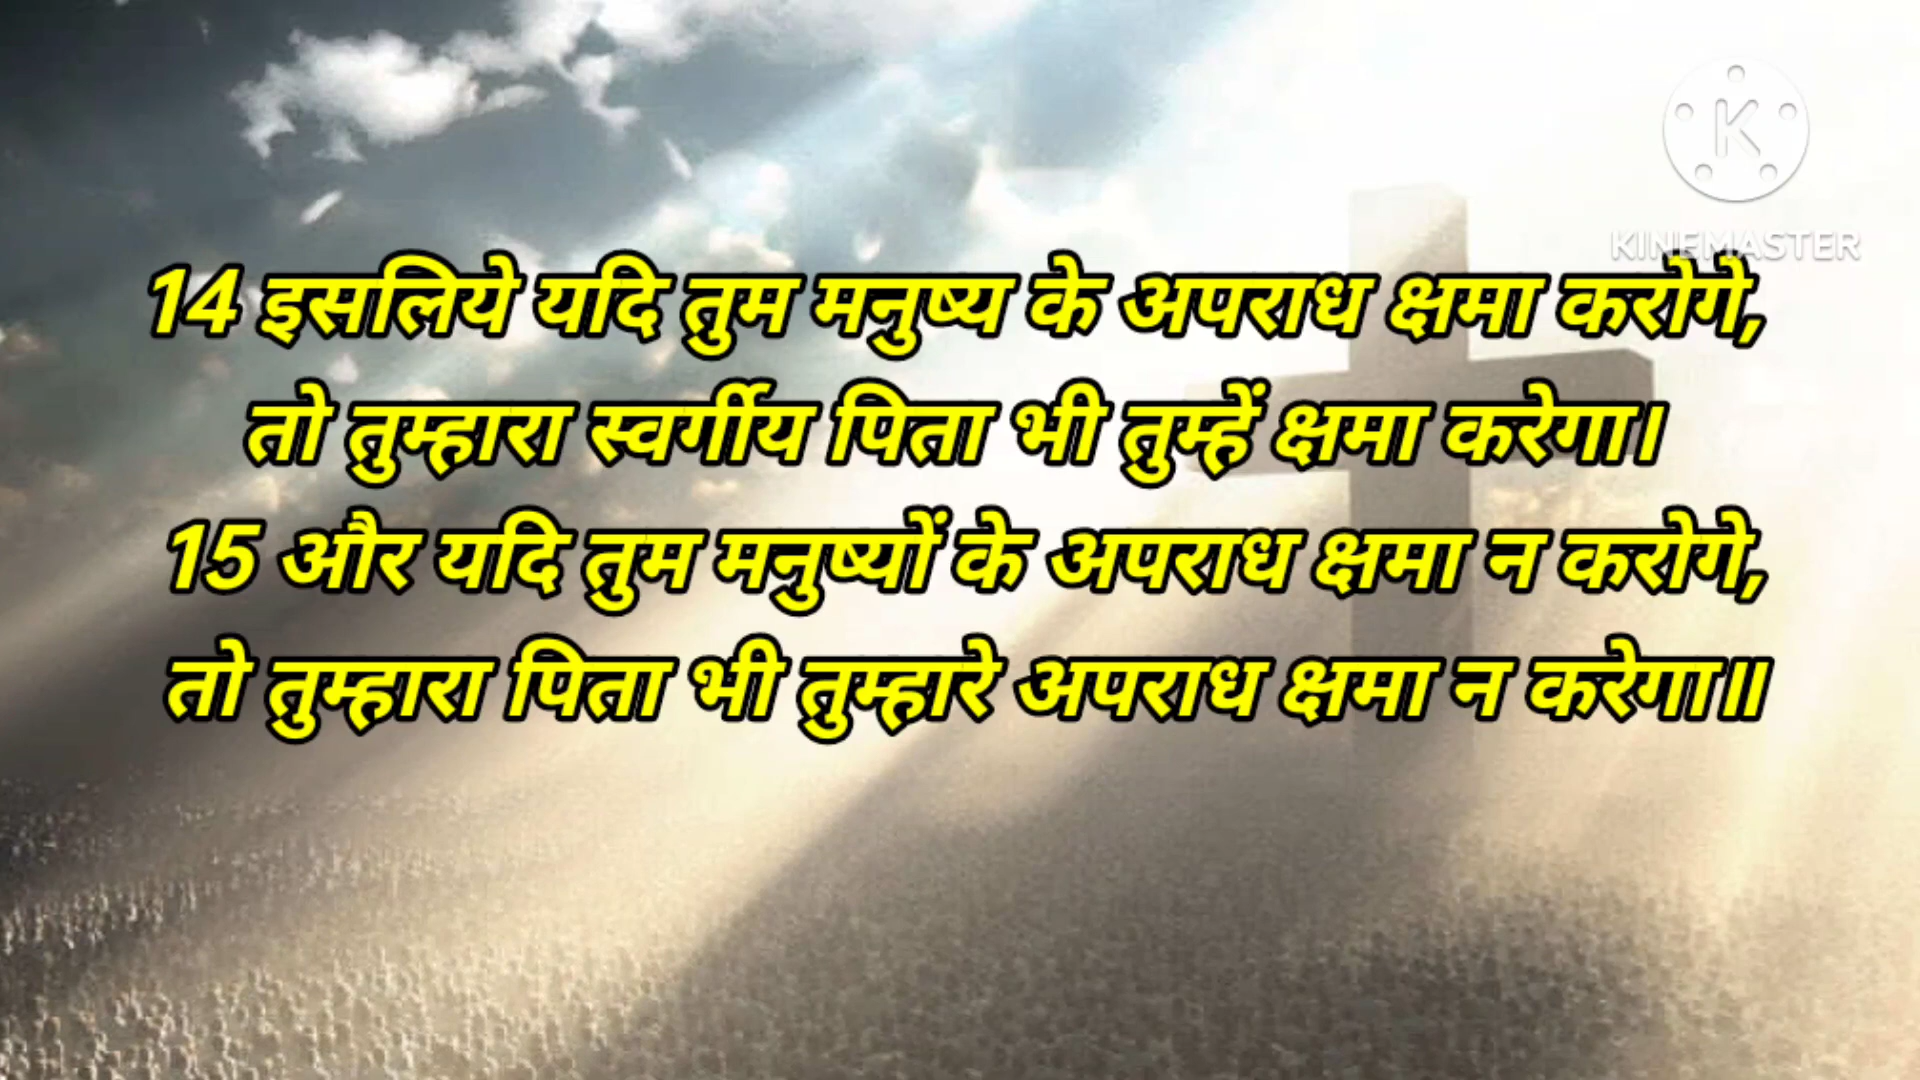 K
KINEMASTER
14 इसलिये यदि तुम मनुष्य के अपराध क्षमा करोगे,
तो तुम्हारा स्वर्गीय पिता भी तुम्हें क्षमा करेगा।
15 और यदि तुम मनुष्यों के अपराध क्षमा न करोगे,
तो तुम्हारा पिता भी तुम्हारे अपराध क्षमा न करेगा॥